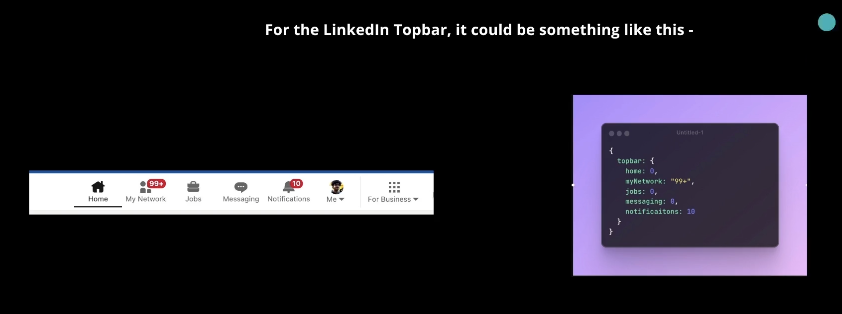 For the LinkedIn Topbar, it could be something like this -
99+
10
Home
My Network
Jobs
Messaging
Notifications
Me
For Business
Untitled-1
{
topbar: {
home: 0,
myNetwork: "99+",
jobs: 0,
messaging: 0,
notificaitons: 10
}
}